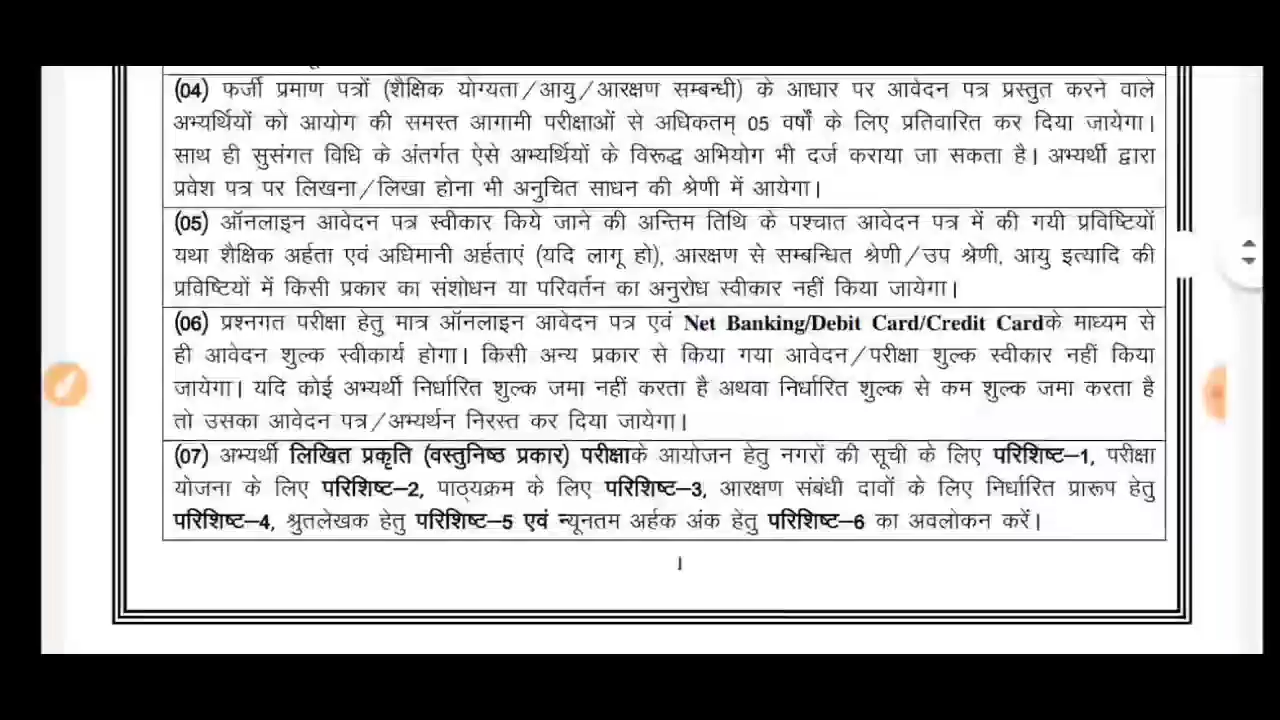 (04) फर्जी प्रमाण पत्रों (शैक्षिक योग्यता/आयु/आरक्षण सम्बन्धी) के आधार पर आवेदन पत्र प्रस्तुत करने वाले
अभ्यर्थियों को आयोग की समस्त आगामी परीक्षाओं से अधिकतम् 05 वर्षों के लिए प्रतिवारित कर दिया जायेगा।
साथ ही सुसंगत विधि के अंतर्गत ऐसे अभ्यर्थियों के विरूद्ध अभियोग भी दर्ज कराया जा सकता है। अभ्यर्थी द्वारा
प्रवेश पत्र पर लिखना/लिखा होना भी अनुचित साधन की श्रेणी में आयेगा।
(05) ऑनलाइन आवेदन पत्र स्वीकार किये जाने की अन्तिम तिथि के पश्चात आवेदन पत्र में की गयी प्रविष्टियों
यथा शैक्षिक अर्हता एवं अधिमानी अर्हताएं (यदि लागू हो), आरक्षण से सम्बन्धित श्रेणी/उप श्रेणी, आयु इत्यादि की
प्रविष्टियों में किसी प्रकार का संशोधन या परिवर्तन का अनुरोध स्वीकार नहीं किया जायेगा।
(06) प्रश्नगत परीक्षा हेतु मात्र ऑनलाइन आवेदन पत्र एवं Net Banking/Debit Card/Credit Cardके माध्यम से
ही आवेदन शुल्क स्वीकार्य होगा। किसी अन्य प्रकार से किया गया आवेदन/परीक्षा शुल्क स्वीकार नहीं किया
जायेगा। यदि कोई अभ्यर्थी निर्धारित शुल्क जमा नहीं करता है अथवा निर्धारित शुल्क से कम शुल्क जमा करता है
तो उसका आवेदन पत्र/अभ्यर्थन निरस्त कर दिया जायेगा।
(07) अभ्यर्थी लिखित प्रकृति (वस्तुनिष्ठ प्रकार) परीक्षाके आयोजन हेतु नगरों की सूची के लिए परिशिष्ट–1, परीक्षा
योजना के लिए परिशिष्ट–2, पाठ्यक्रम के लिए परिशिष्ट–3, आरक्षण संबंधी दावों के लिए निर्धारित प्रारूप हेतु
परिशिष्ट–4, श्रुतलेखक हेतु परिशिष्ट–5 एवं न्यूनतम अर्हक अंक हेतु परिशिष्ट–6 का अवलोकन करें।
1